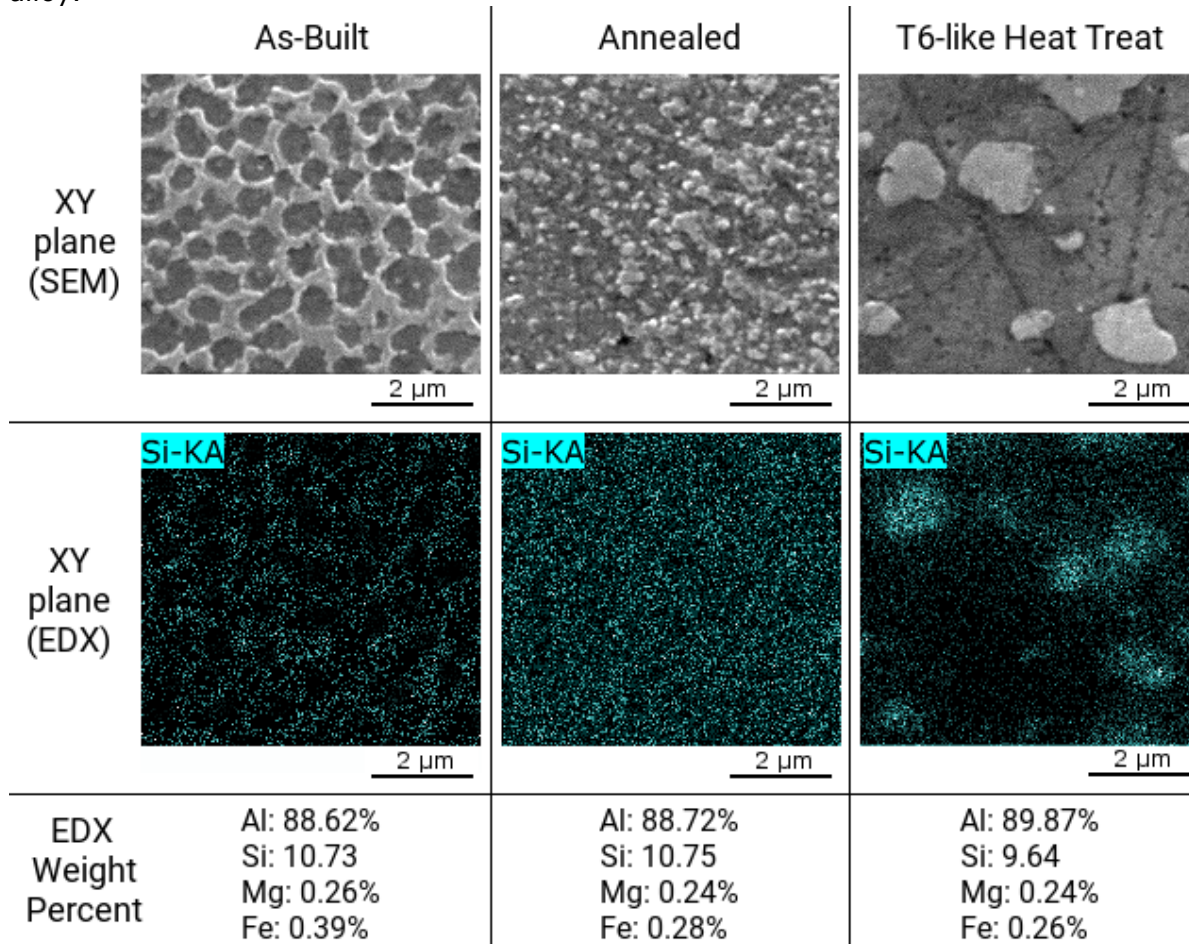 As-Built
Annealed
T6-like Heat Treat
XY
plane
(SEM)
2 µm
2 µm
2 µm
Si-KA
Si-KA
Si-KA
XY
plane
(EDX)
2 µm
2 µm
2 µm
EDX
Weight
Percent
Al: 88.62%
Si: 10.73
Mg: 0.26%
Fe: 0.39%
Al: 88.72%
Si: 10.75
Mg: 0.24%
Fe: 0.28%
Al: 89.87%
Si: 9.64
Mg: 0.24%
Fe: 0.26%